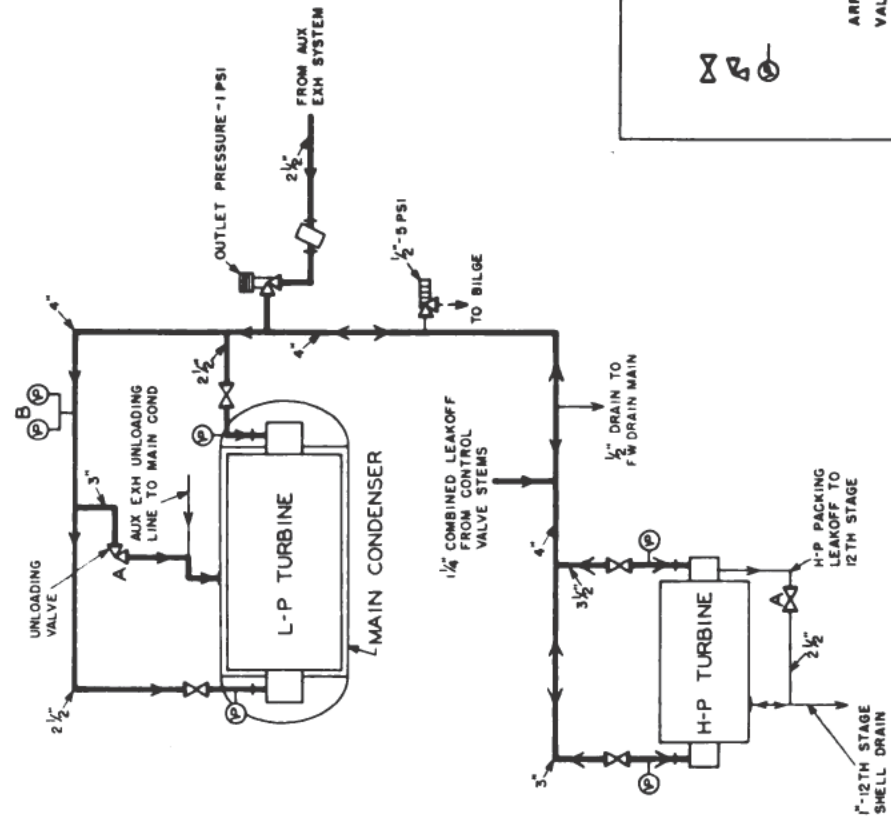 4"
B
P P
2½"
UNLOADING
VALVE
3"
A
AUX EXH UNLOADING
LINE TO MAIN COND
P
L-P TURBINE
MAIN CONDENSER
P
2½"
4"
OUTLET PRESSURE-1 PSI
2½"
FROM AUX
EXH SYSTEM
½"-5 PSI
TO BILGE
1¼" COMBINED LEAKOFF
FROM CONTROL
VALVE STEMS
½" DRAIN TO
FW DRAIN MAIN
4"
3½"
3"
P
P
H-P TURBINE
A
2½"
H-P PACKING
LEAKOFF TO
12TH STAGE
1"-12TH STAGE
SHELL DRAIN
P
ARR
VAL